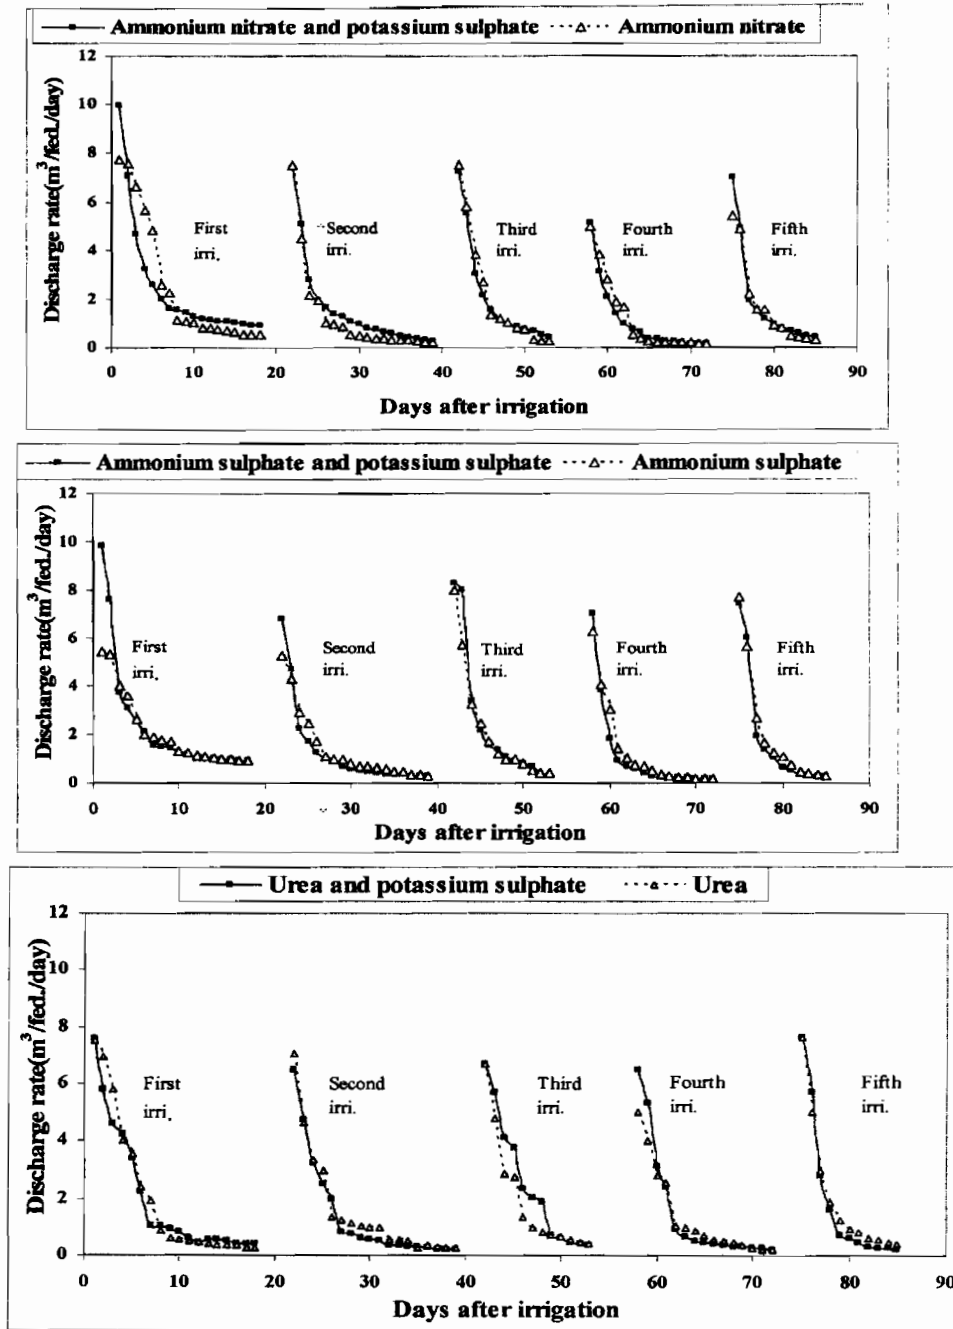 Ammonium nitrate and potassium sulphate Ammonium nitrate
12
10
8
6
4
2
0
Discharge rate(m³/fed./day)
First irri.
Second irri.
Third irri.
Fourth irri.
Fifth irri.
0 10 20 30 40 50 60 70 80 90
Days after irrigation
Ammonium sulphate and potassium sulphate Ammonium sulphate
12
10
8
6
4
2
0
Discharge rate(m³/fed./day)
First irri.
Second irri.
Third irri.
Fourth irri.
Fifth irri.
0 10 20 30 40 50 60 70 80 90
Days after irrigation
Urea and potassium sulphate Urea
12
10
8
6
4
2
0
Discharge rate(m³/fed./day)
First irri.
Second irri.
Third irri.
Fourth irri.
Fifth irri.
0 10 20 30 40 50 60 70 80 90
Days after irrigation